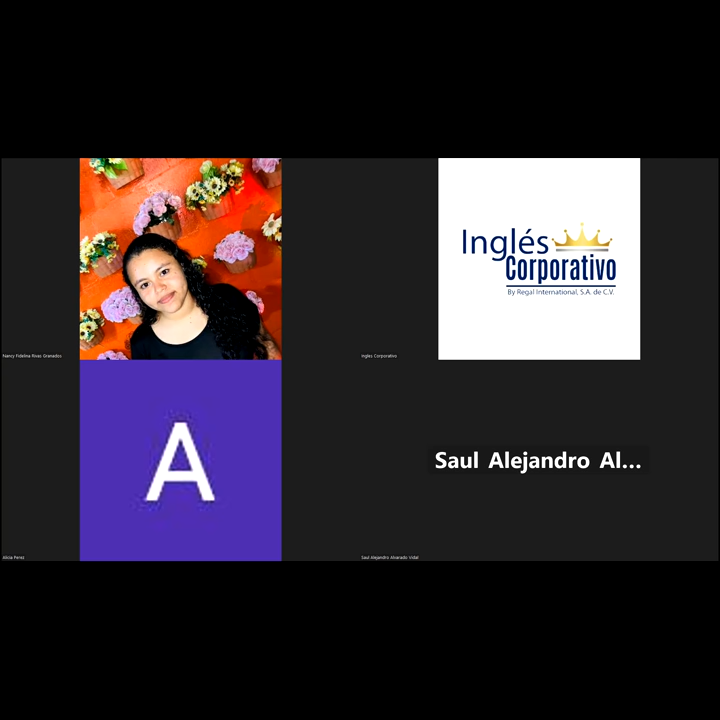 Inglés
Corporativo
By Regal International, S.A. de C.V.
Nancy Fidelina Rivas Granados
Inglés Corporativo
A
Saul Alejandro Al...
Alicia Perez
Saul Alejandro Alvarado Vidal